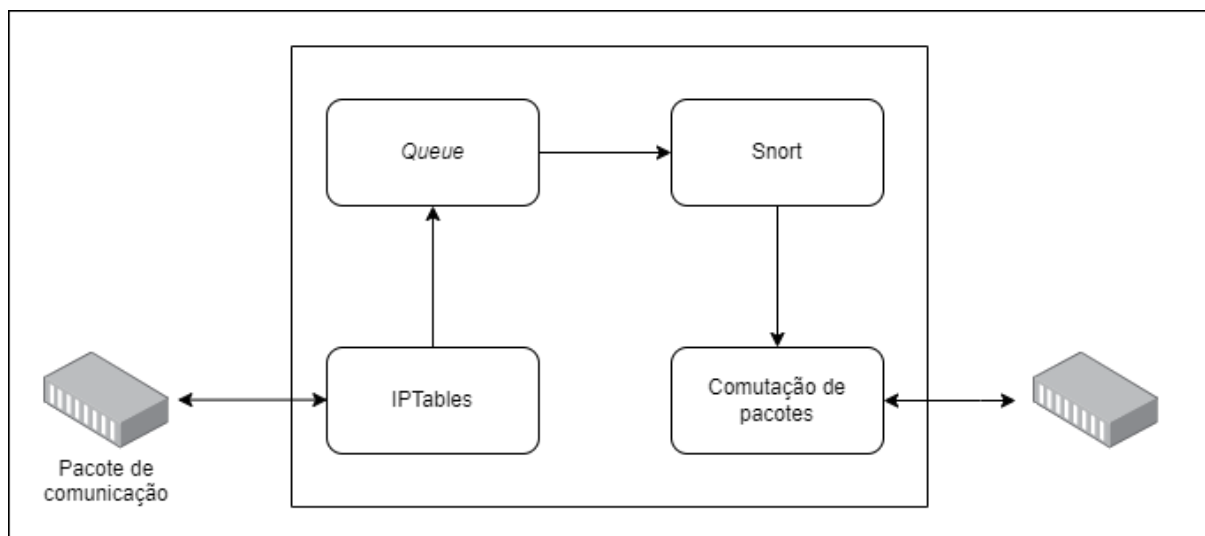 Queue
Snort
IPTables
Comutação de
pacotes
Pacote de
comunicação